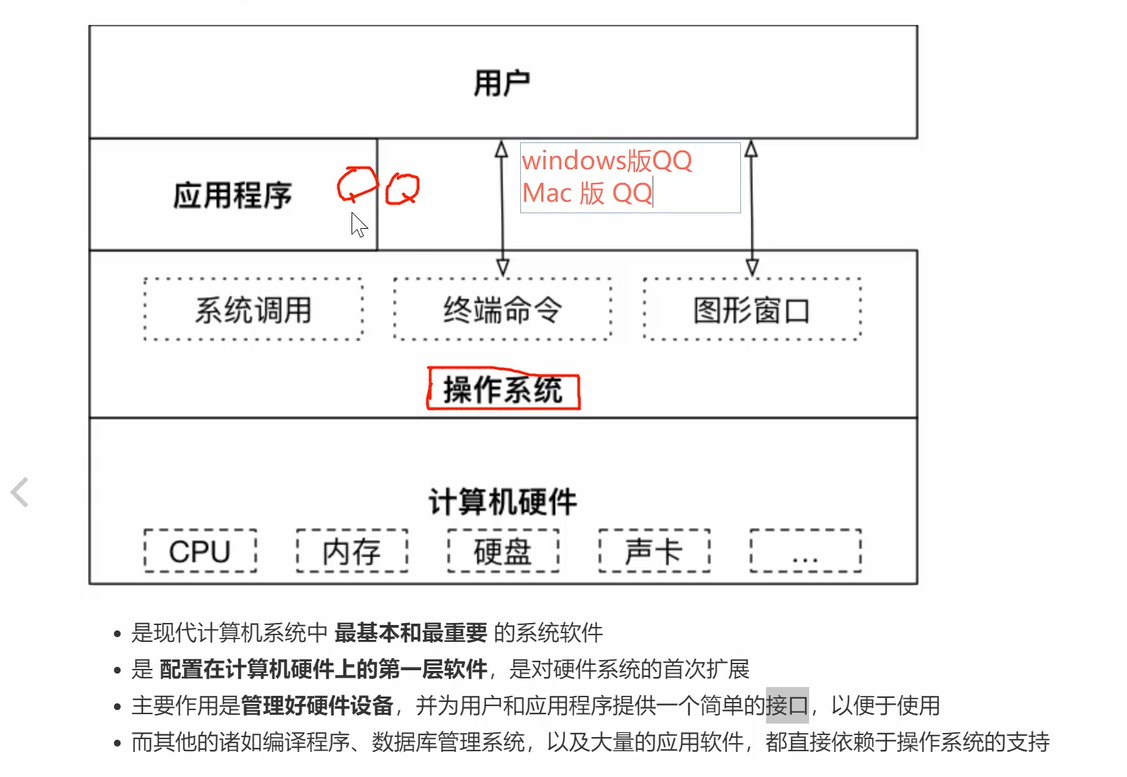 用户
应用程序
QQ
windows版QQ
Mac 版 QQ
系统调用
终端命令
图形窗口
操作系统
计算机硬件
CPU
内存
硬盘
声卡
...
是现代计算机系统中 最基本和最重要 的系统软件
是 配置在计算机硬件上的第一层软件，是对硬件系统的首次扩展
主要作用是管理好硬件设备，并为用户和应用程序提供一个简单的接口，以便于使用
而其他的诸如编译程序、数据库管理系统，以及大量的应用软件，都直接依赖于操作系统的支持